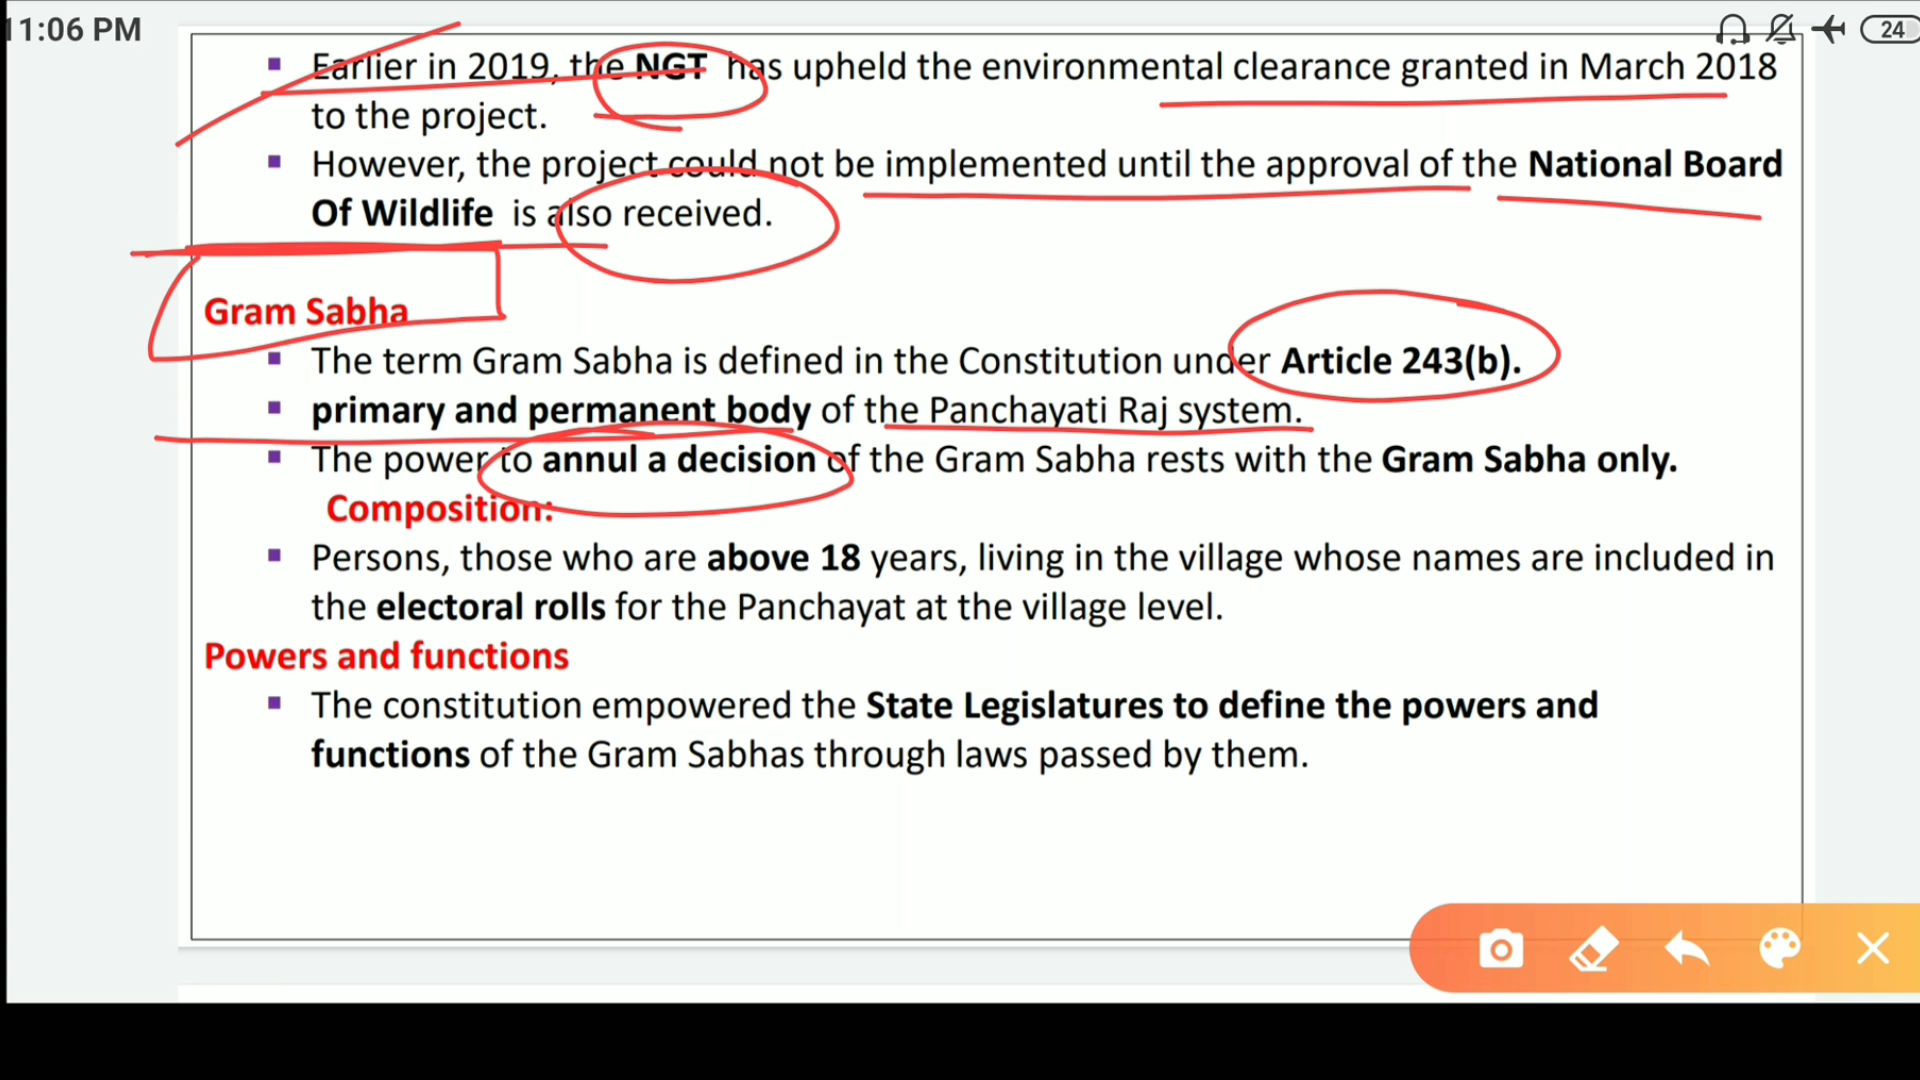 11:06 PM
24
▪ Earlier in 2019, the NGT has upheld the environmental clearance granted in March 2018
to the project.
▪ However, the project could not be implemented until the approval of the National Board
Of Wildlife is also received.
Gram Sabha
▪ The term Gram Sabha is defined in the Constitution under Article 243(b).
▪ primary and permanent body of the Panchayati Raj system.
▪ The power to annul a decision of the Gram Sabha rests with the Gram Sabha only.
Composition:
▪ Persons, those who are above 18 years, living in the village whose names are included in
the electoral rolls for the Panchayat at the village level.
Powers and functions
▪ The constitution empowered the State Legislatures to define the powers and
functions of the Gram Sabhas through laws passed by them.